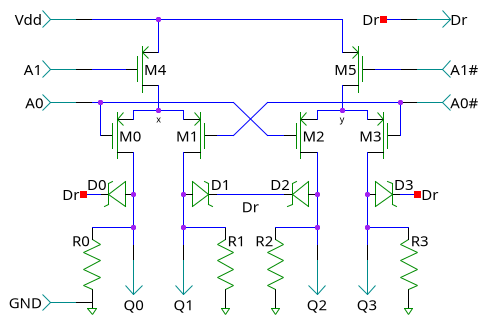 Vdd Dr Dr
A1 M4 M5 A1#
A0 x y A0#
M0 M1 M2 M3
Dr D0 D1 D2 D3 Dr
Dr
R0 R1 R2 R3
GND Q0 Q1 Q2 Q3